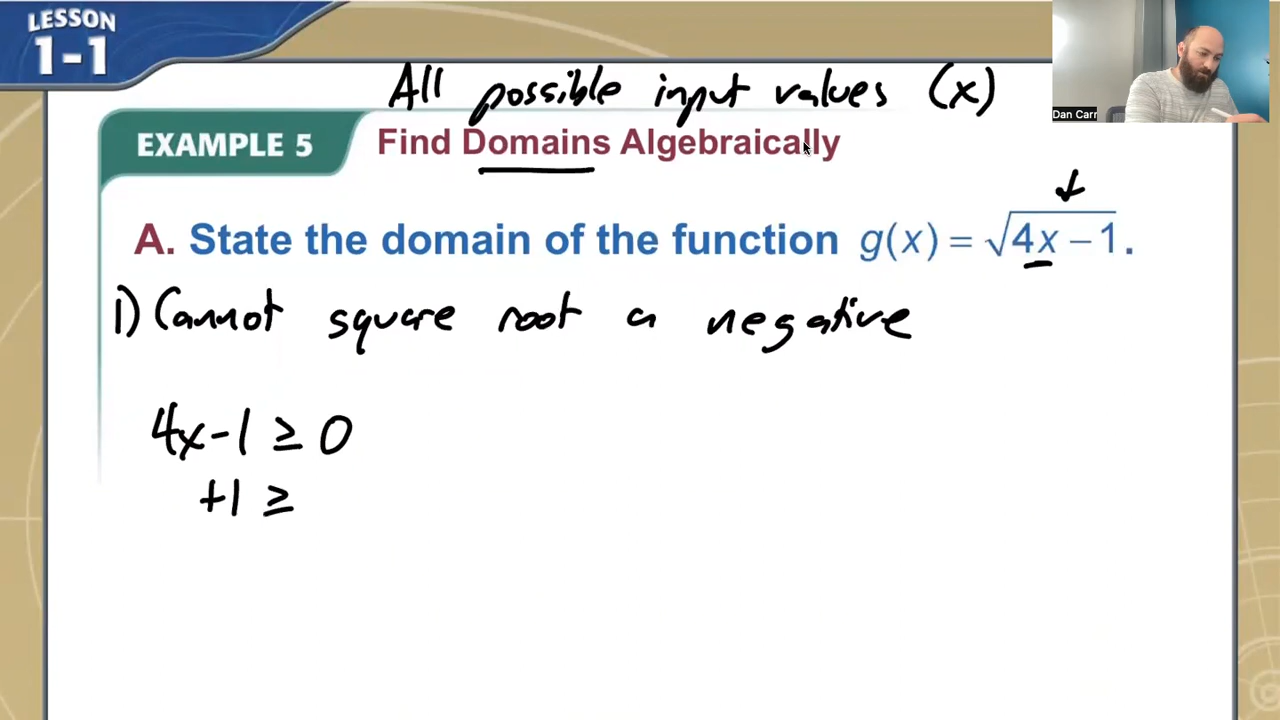 LESSON
1-1
All possible input values (x)
Dan Carr
EXAMPLE 5 Find Domains Algebraically
A. State the domain of the function g(x) = √4x – 1.
1) Cannot square root a negative
4x-1 ≥ 0
+1 ≥